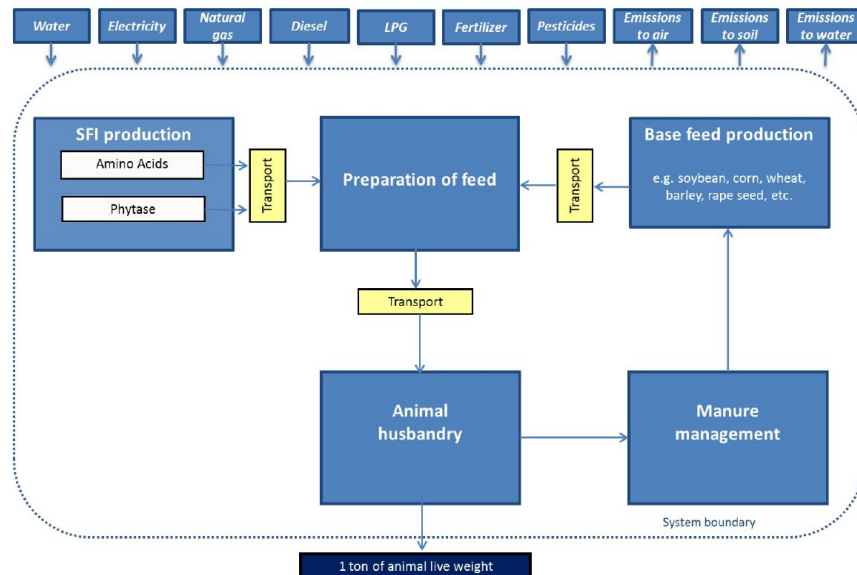 Water
Electricity
Natural
gas
Diesel
LPG
Fertilizer
Pesticides
Emissions
to air
Emissions
to soil
Emissions
to water
SFI production
Amino Acids
Phytase
Transport
Preparation of feed
Transport
Base feed production
e.g. soybean, corn, wheat,
barley, rape seed, etc.
Transport
Animal
husbandry
Manure
management
System boundary
1 ton of animal live weight